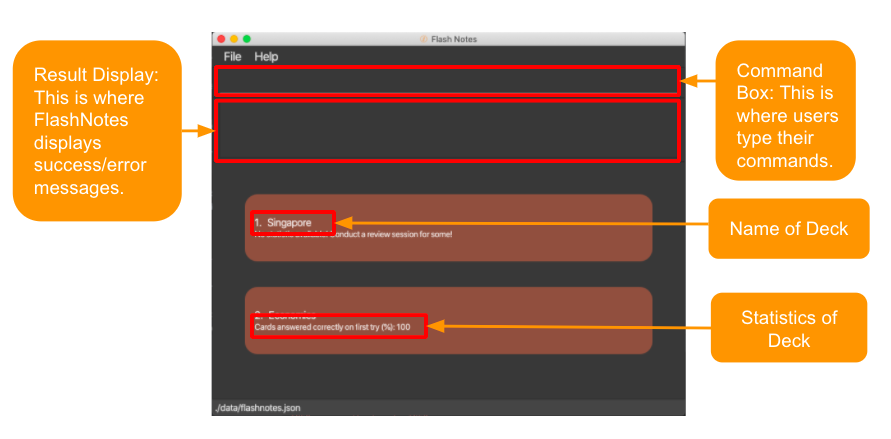 Flash Notes
File Help
Result Display:
This is where
FlashNotes
displays
success/error
messages.
Command
Box: This is
where users
type their
commands.
1. Singapore
conduct a review session for some!
Name of Deck
2. Economics
Cards answered correctly on first try (%): 100
Statistics of
Deck
./data/flashnotes.json